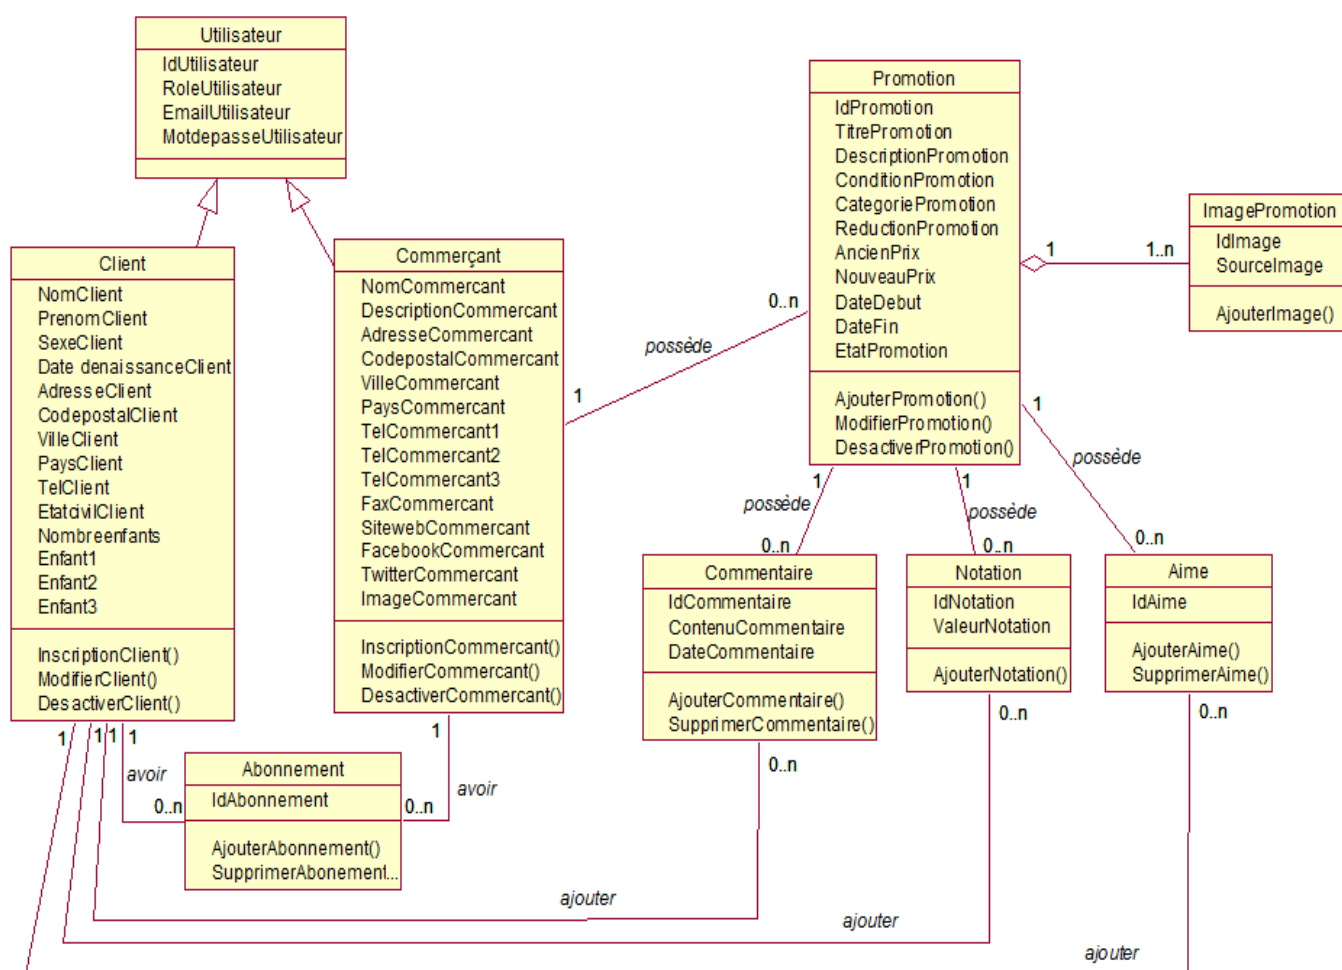 Utilisateur
IdUtilisateur
RoleUtilisateur
EmailUtilisateur
MotdepasseUtilisateur
Client
NomClient
PrenomClient
SexeClient
Date denaissanceClient
AdresseClient
CodepostalClient
VilleClient
PaysClient
TelClient
EtatcivilClient
Nombreenfants
Enfant1
Enfant2
Enfant3
InscriptionClient()
ModifierClient()
DesactiverClient()
Commerçant
NomCommercant
DescriptionCommercant
AdresseCommercant
CodepostalCommercant
VilleCommercant
PaysCommercant
TelCommercant1
TelCommercant2
TelCommercant3
FaxCommercant
SitewebCommercant
FacebookCommercant
TwitterCommercant
ImageCommercant
InscriptionCommercant()
ModifierCommercant()
DesactiverCommercant()
1
possède
0..n
Promotion
IdPromotion
TitrePromotion
DescriptionPromotion
ConditionPromotion
CategoriePromotion
ReductionPromotion
AncienPrix
NouveauPrix
DateDebut
DateFin
EtatPromotion
AjouterPromotion()
ModifierPromotion()
DesactiverPromotion()
1
1..n
ImagePromotion
IdImage
SourceImage
AjouterImage()
1
possède
0..n
1
possède
0..n
1
possède
0..n
Commentaire
IdCommentaire
ContenuCommentaire
DateCommentaire
AjouterCommentaire()
SupprimerCommentaire()
0..n
Notation
IdNotation
ValeurNotation
AjouterNotation()
0..n
Aime
IdAime
AjouterAime()
SupprimerAime()
0..n
1
1
1
1
avoir
0..n
1
avoir
0..n
Abonnement
IdAbonnement
AjouterAbonnement()
SupprimerAbonement...
ajouter
ajouter
ajouter